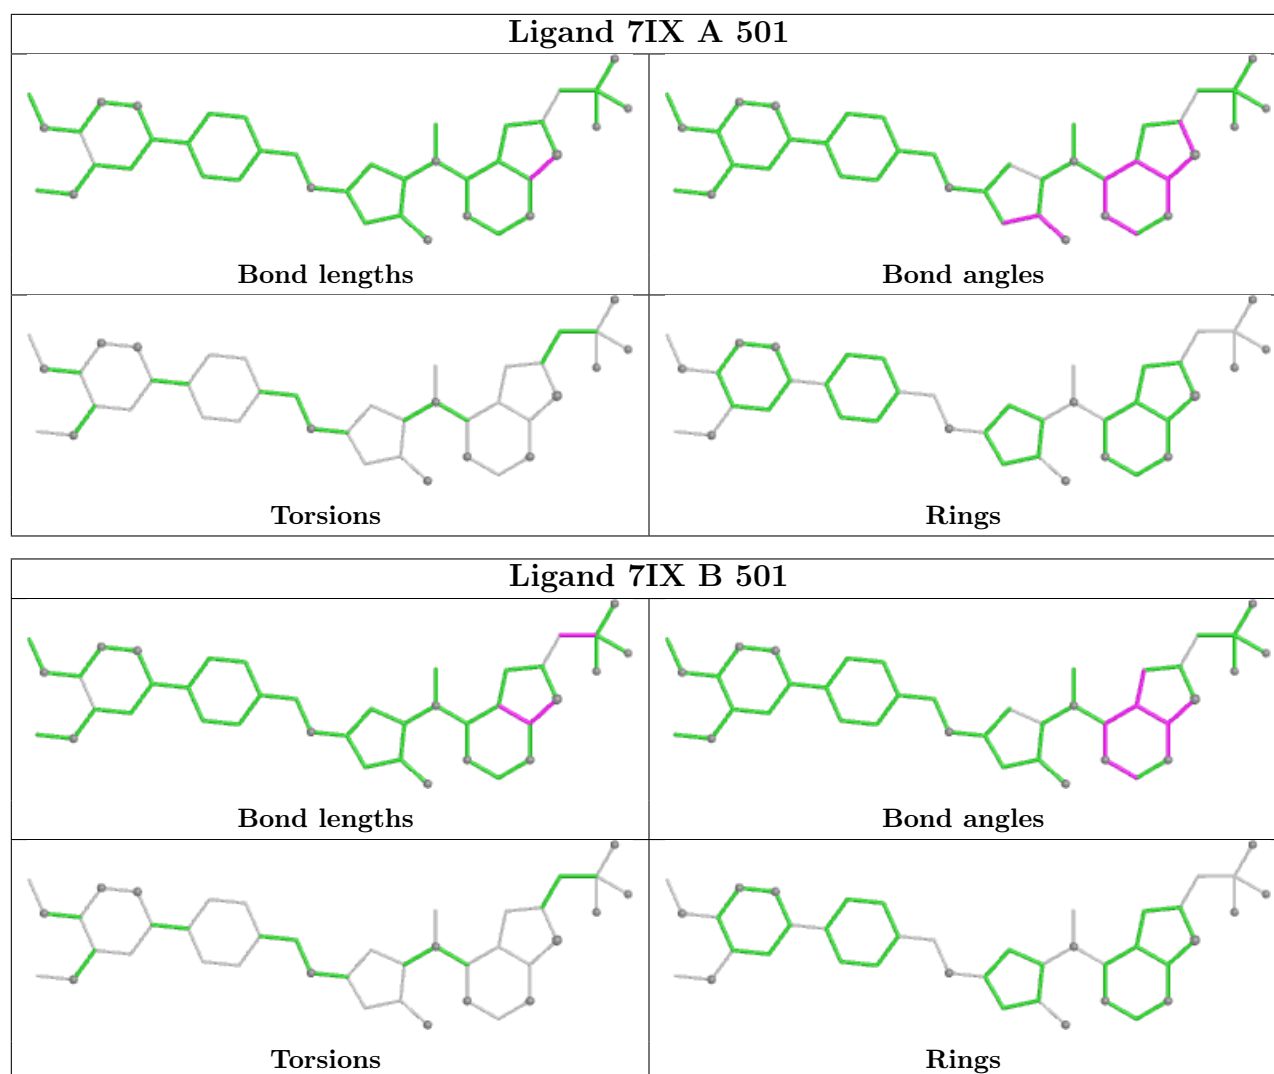 Ligand 7IX A 501
Bond lengths
Bond angles
Torsions
Rings
Ligand 7IX B 501
Bond lengths
Bond angles
Torsions
Rings